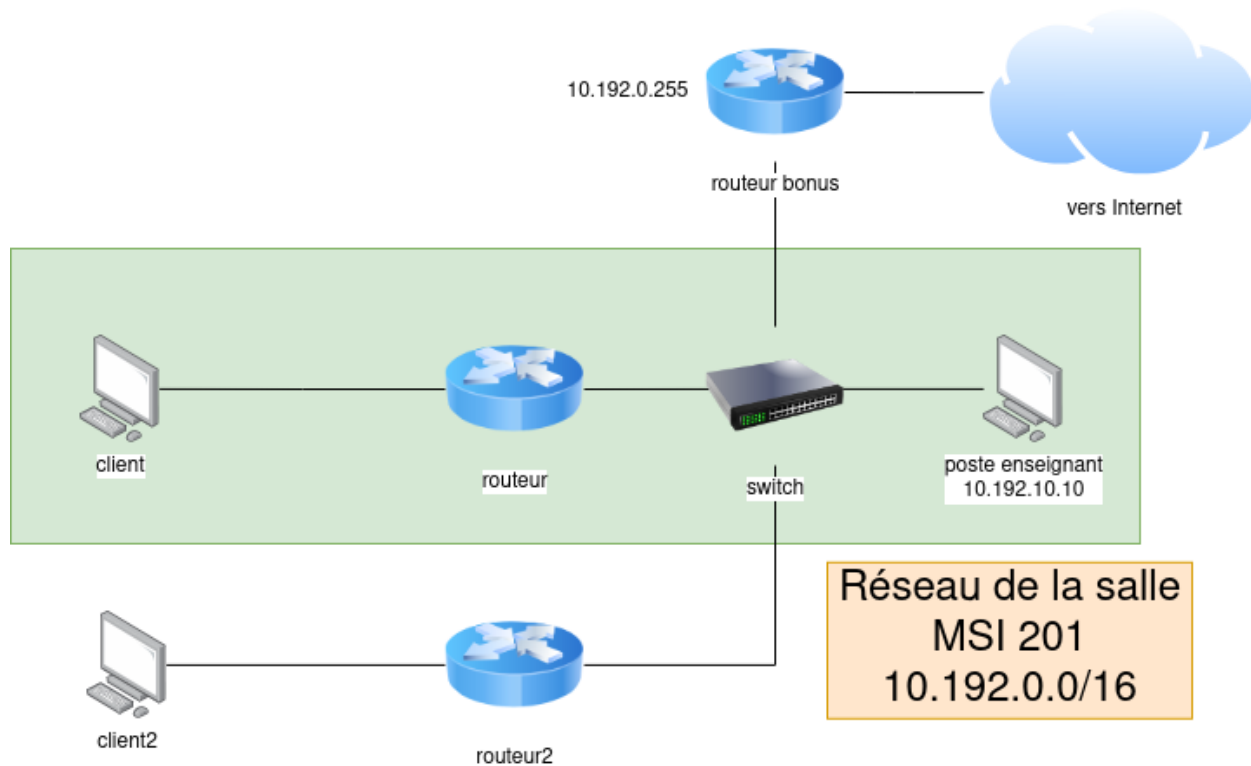 10.192.0.255
routeur bonus
vers Internet
client
routeur
switch
poste enseignant
10.192.10.10
Réseau de la salle
MSI 201
10.192.0.0/16
client2
routeur2